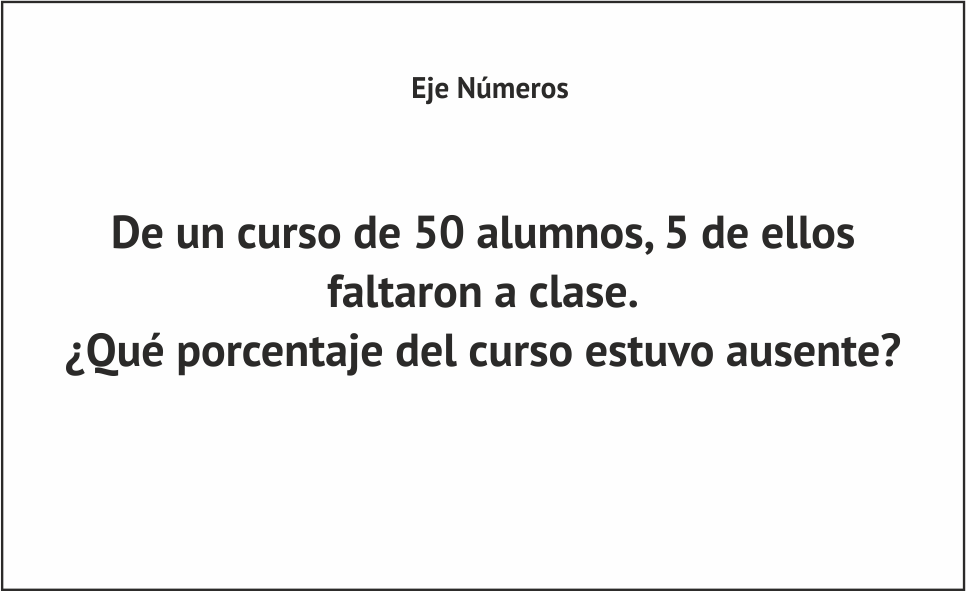 Eje Números
De un curso de 50 alumnos, 5 de ellos
faltaron a clase.
¿Qué porcentaje del curso estuvo ausente?